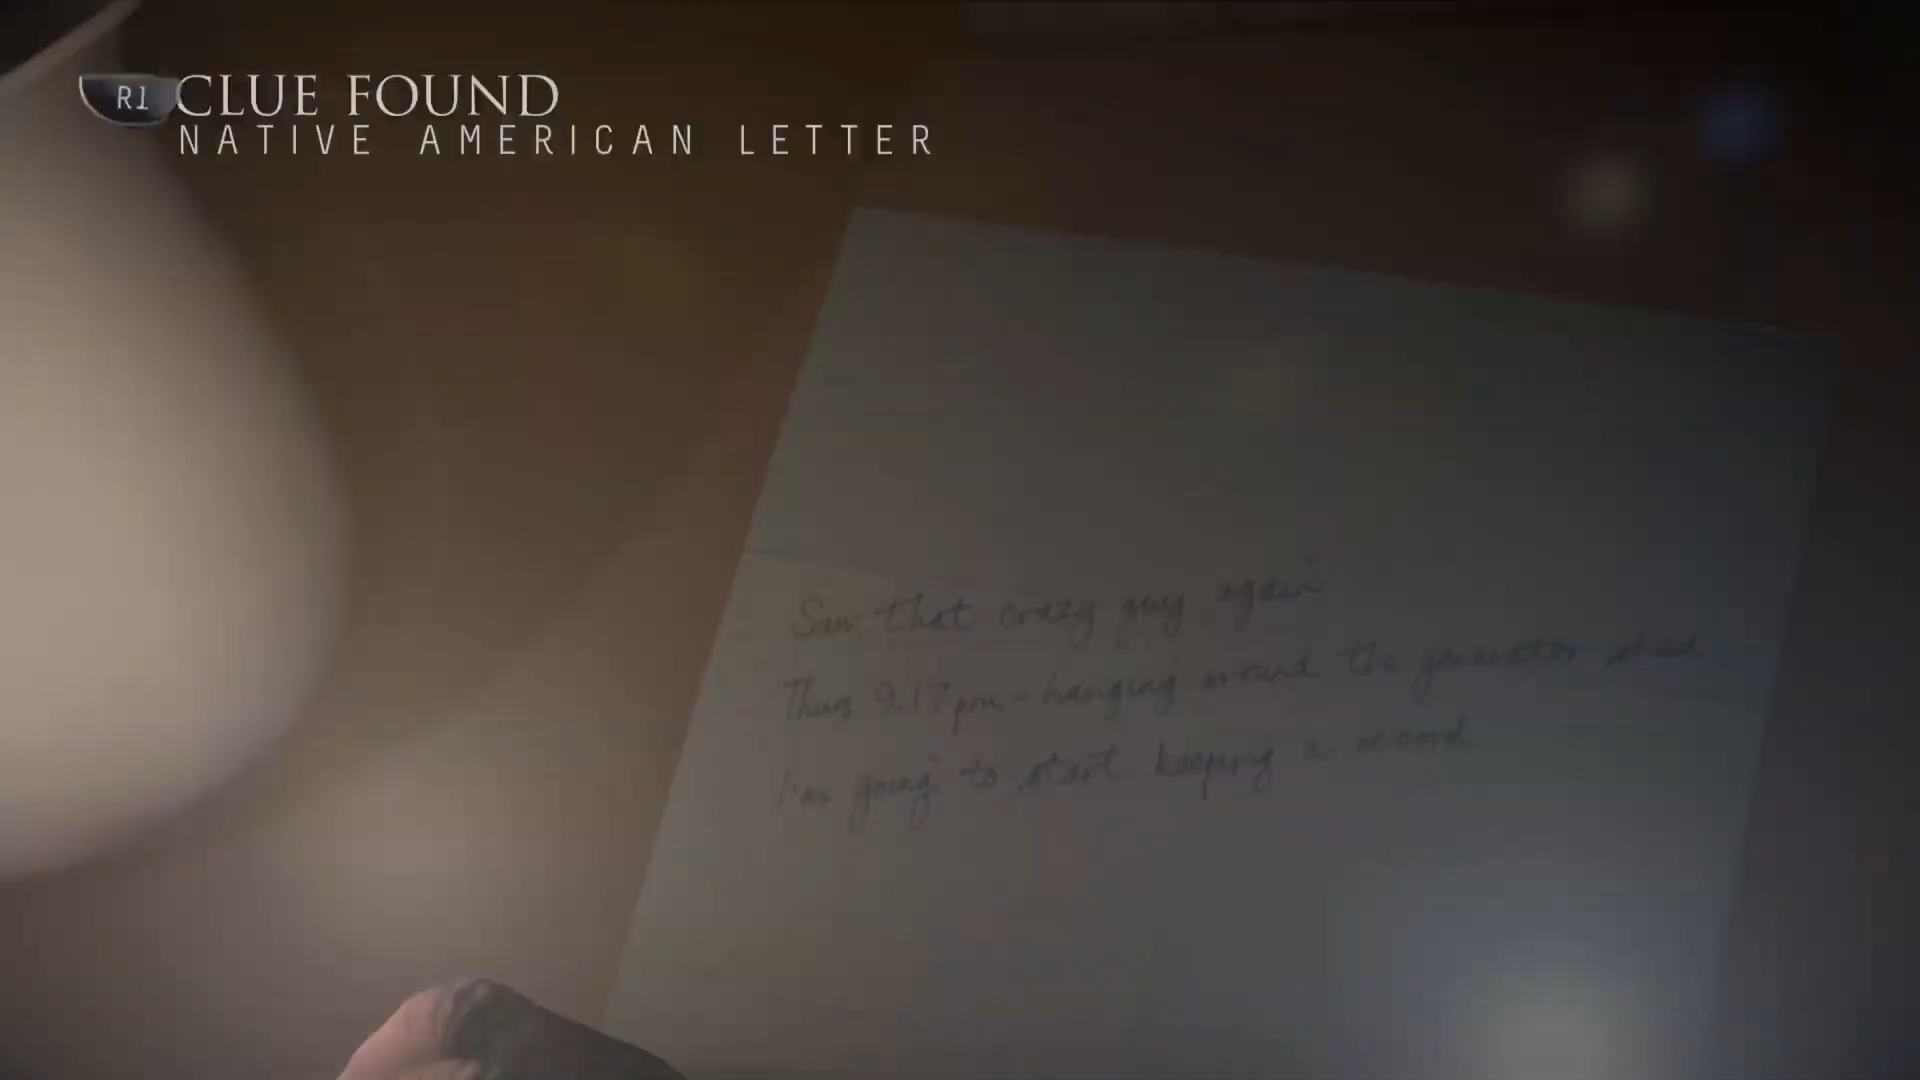 R1 CLUE FOUND
NATIVE AMERICAN LETTER
Saw that crazy guy again
Thurs 9.17pm - hanging around the generator shed
I'm going to start keeping a record